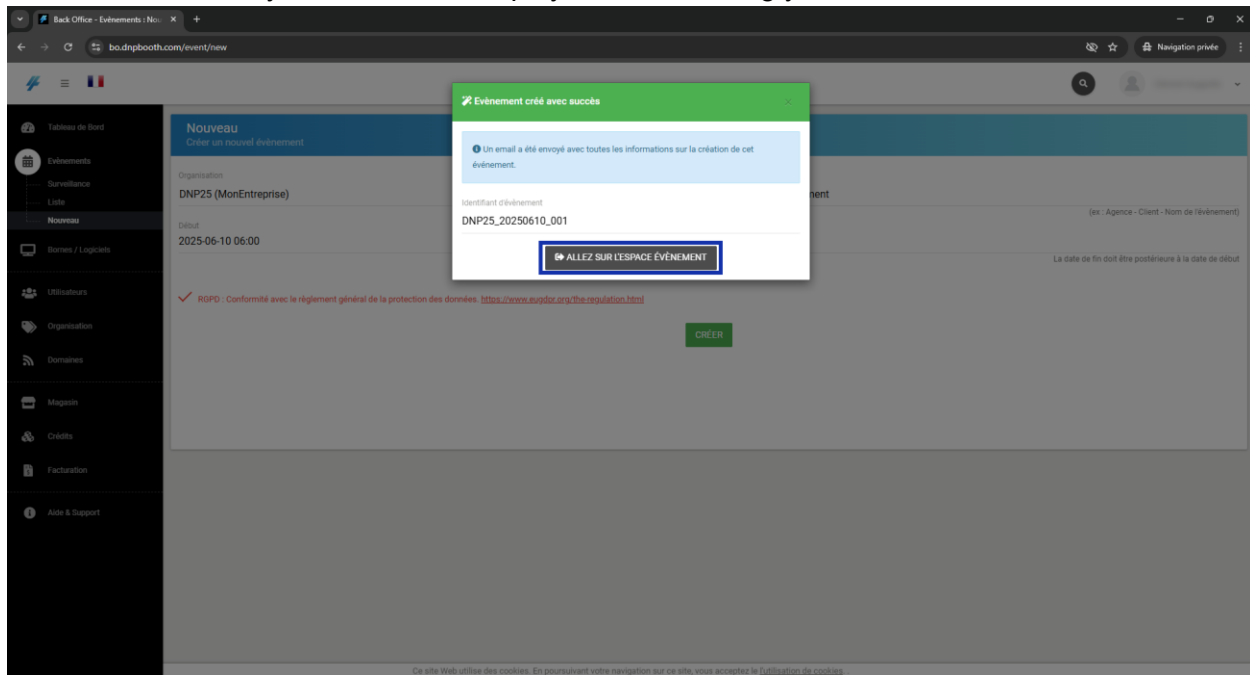 Back Office - Evènements : Nou
bo.dnpbooth.com/event/new
Navigation privée
Evènement créé avec succès
Tableau de Bord
Evènements
Surveillance
Liste
Nouveau
Bornes / Logiciels
Utilisateurs
Organisation
Domaines
Magasin
Crédits
Facturation
Aide & Support
Nouveau
Créer un nouvel évènement
Un email a été envoyé avec toutes les informations sur la création de cet
événement.
Organisation
DNP25 (MonEntreprise)
Identifiant d'évènement
DNP25_20250610_001
ment
(ex : Agence - Client - Nom de l'évènement)
Début
2025-06-10 06:00
ALLEZ SUR L'ESPACE ÉVÈNEMENT
La date de fin doit être postérieure à la date de début
RGPD : Conformité avec le règlement général de la protection des données. https://www.eugdpr.org/the-regulation.html
CRÉER
Ce site Web utilise des cookies. En poursuivant votre navigation sur ce site, vous acceptez le l'utilisation de cookies...